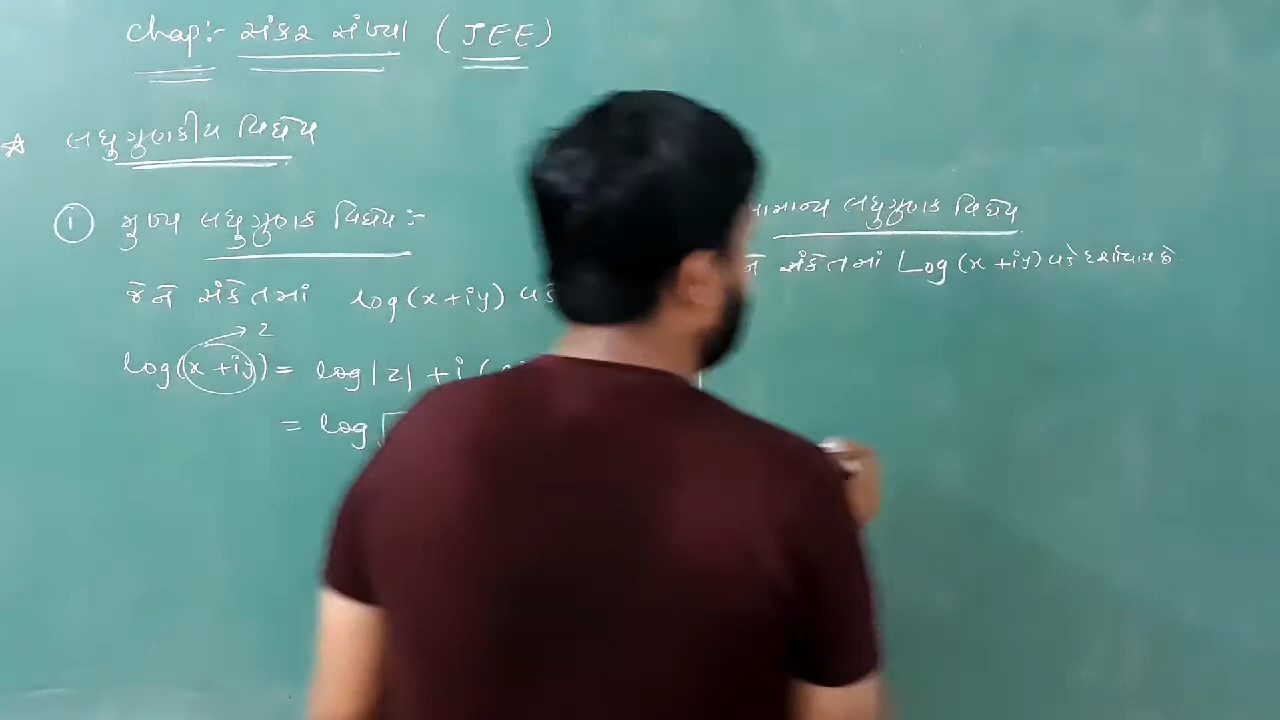 Chap:- સંકર સંખ્યા (JEE)
☆ લઘુગુણકીય વિધેય
① મુખ્ય લઘુગુણક વિધેય:-
જેને સંકેતમાં log(x+iy) વડે
log(x+iy) = log|z| + i(
→ z
= log√
સામાન્ય લઘુગુણક વિધેય
સંકેતમાં Log(x+iy) વડે દર્શાવાય છે.